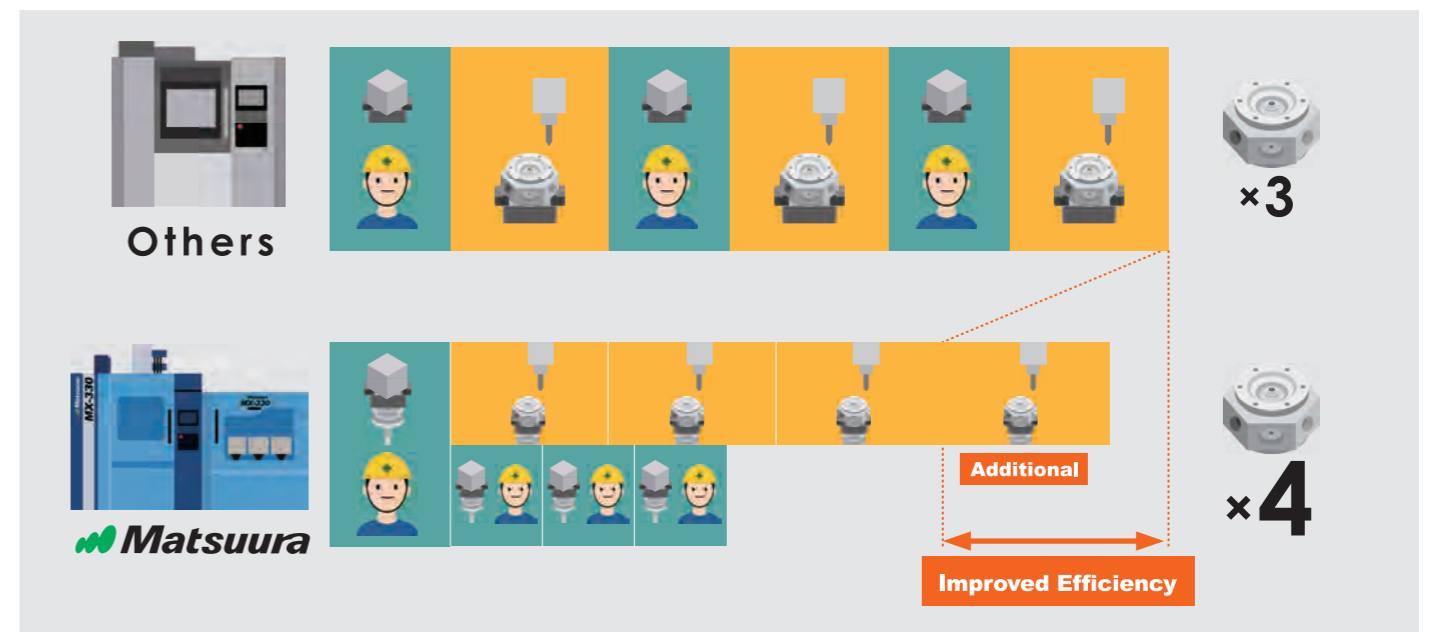 ×3
Others
MX-330
MX-330
Additional
×4
Matsuura
Improved Efficiency